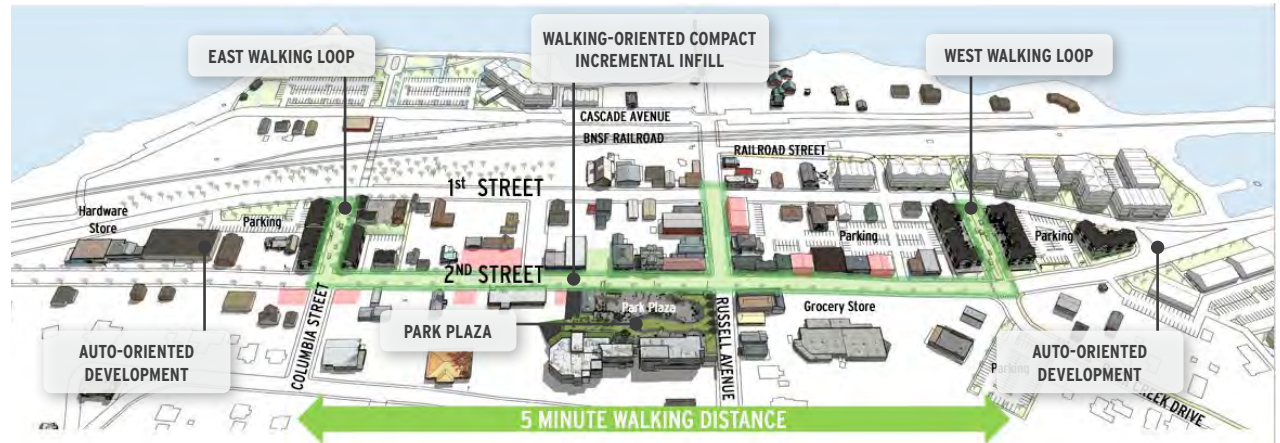 EAST WALKING LOOP
WALKING-ORIENTED COMPACT
INCREMENTAL INFILL
WEST WALKING LOOP
CASCADE AVENUE
BNSF RAILROAD
RAILROAD STREET
1st STREET
Hardware
Store
Parking
Parking
Parking
2ND STREET
COLUMBIA STREET
Park Plaza
RUSSELL AVENUE
Grocery Store
PARK PLAZA
AUTO-ORIENTED
DEVELOPMENT
AUTO-ORIENTED
DEVELOPMENT
Parking
CREEK DRIVE
5 MINUTE WALKING DISTANCE